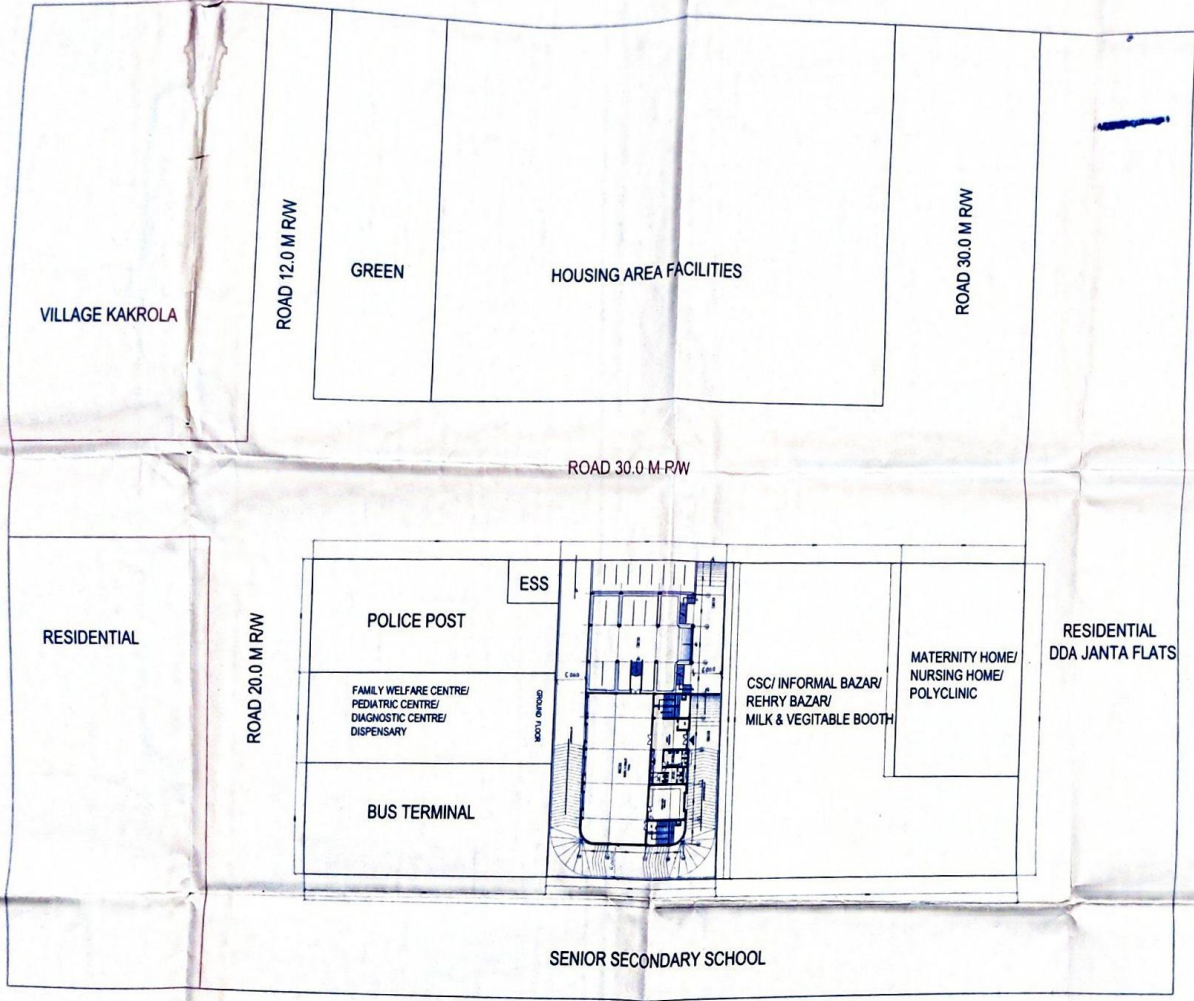 VILLAGE KAKROLA
ROAD 12.0 M R/W
GREEN
HOUSING AREA FACILITIES
ROAD 30.0 M R/W
ROAD 30.0 M R/W
RESIDENTIAL
ROAD 20.0 M R/W
ESS
POLICE POST
FAMILY WELFARE CENTRE/
PEDIATRIC CENTRE/
DIAGNOSTIC CENTRE/
DISPENSARY
GROUND FLOOR
BUS TERMINAL
CSC/ INFORMAL BAZAR/
REHRY BAZAR/
MILK & VEGITABLE BOOTH
MATERNITY HOME/
NURSING HOME/
POLYCLINIC
RESIDENTIAL
DDA JANTA FLATS
SENIOR SECONDARY SCHOOL